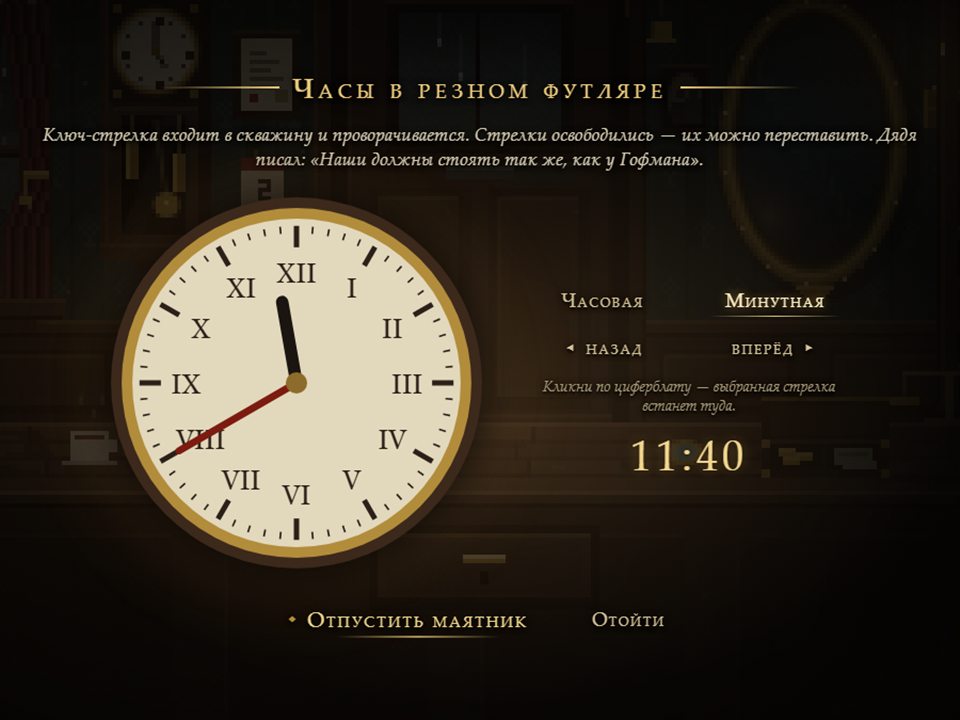 Часы в резном футляре
Ключ-стрелка входит в скважину и проворачивается. Стрелки освободились — их можно переставить. Дядя
писал: «Наши должны стоять так же, как у Гофмана».
2
XII
XI
I
X
II
IX
III
VIII
IV
VII
V
VI
Часовая
Минутная
◂ назад
вперёд ▸
Кликни по циферблату — выбранная стрелка
встанет туда.
11:40
Отпустить маятник
Отойти